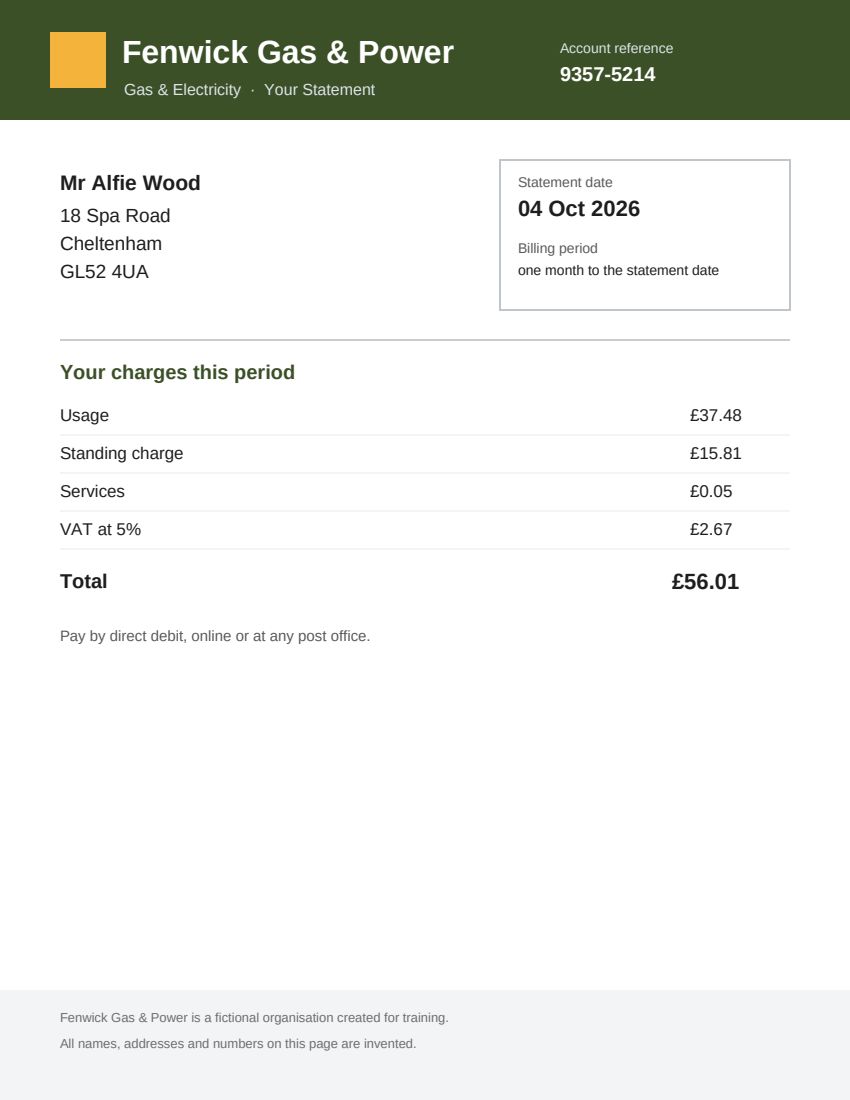 Fenwick Gas & Power
Gas & Electricity · Your Statement
Account reference
9357-5214
Mr Alfie Wood
18 Spa Road
Cheltenham
GL52 4UA
Statement date
04 Oct 2026
Billing period
one month to the statement date
Your charges this period
Usage £37.48
Standing charge £15.81
Services £0.05
VAT at 5% £2.67
Total £56.01
Pay by direct debit, online or at any post office.
Fenwick Gas & Power is a fictional organisation created for training.
All names, addresses and numbers on this page are invented.